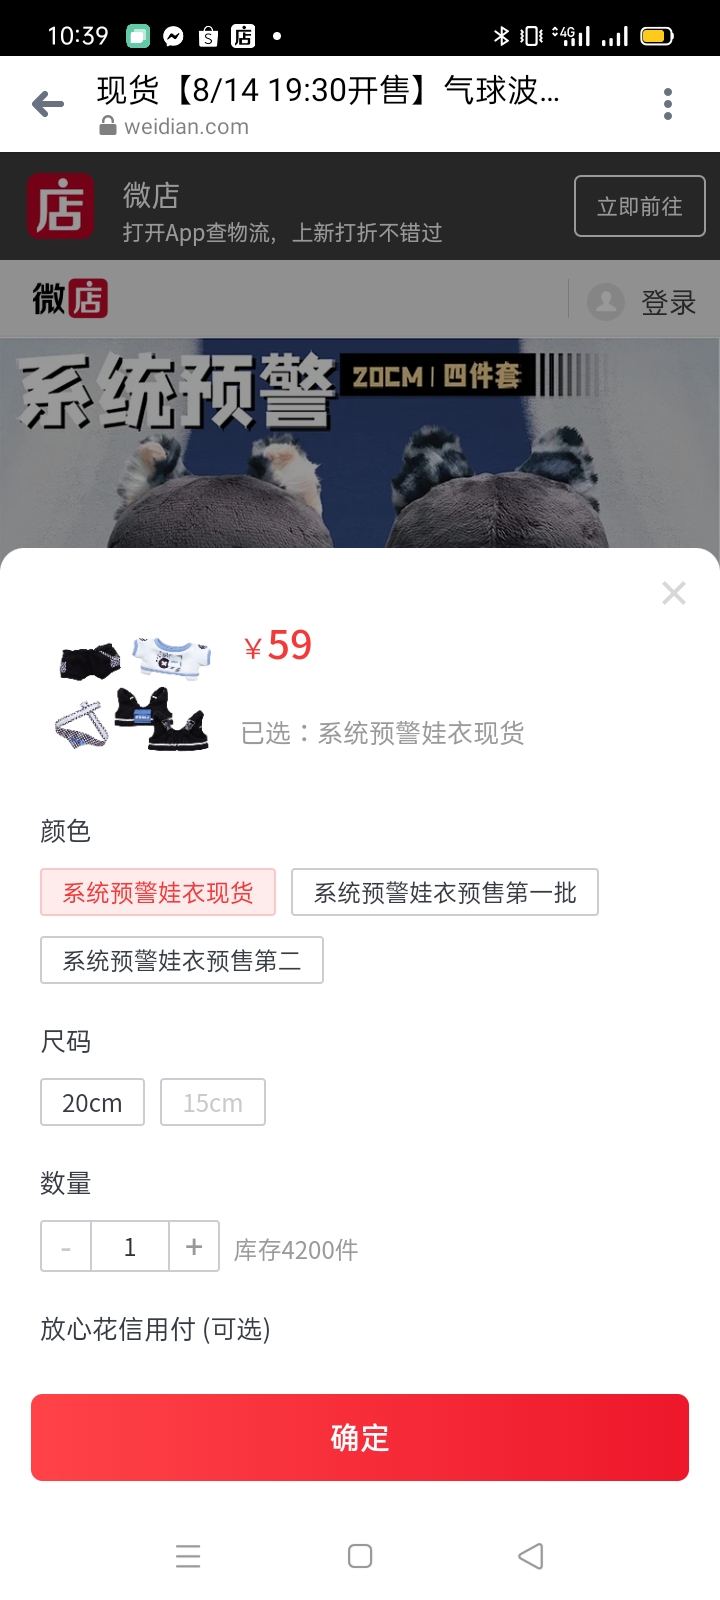 10:39
4G
现货【8/14 19:30开售】气球波...
weidian.com
店
微店
打开App查物流，上新打折不错过
立即前往
微店
登录
系统预警 20CM | 四件套
¥59
已选：系统预警娃衣现货
颜色
系统预警娃衣现货 系统预警娃衣预售第一批
系统预警娃衣预售第二
尺码
20cm 15cm
数量
- 1 + 库存4200件
放心花信用付 (可选)
确定